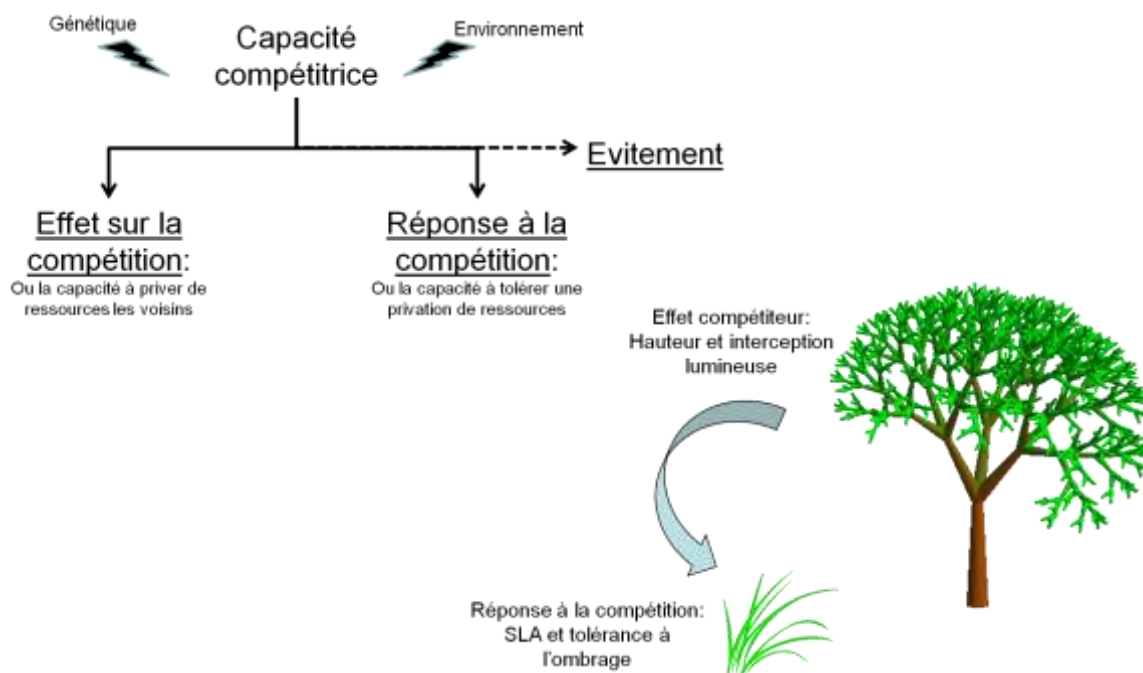 Génétique
Capacité
compétitrice
Environnement
Evitement
Effet sur la
compétition:
Ou la capacité à priver de
ressources les voisins
Réponse à la
compétition:
Ou la capacité à tolérer une
privation de ressources
Effet compétiteur:
Hauteur et interception
lumineuse
Réponse à la compétition:
SLA et tolérance à
l'ombrage